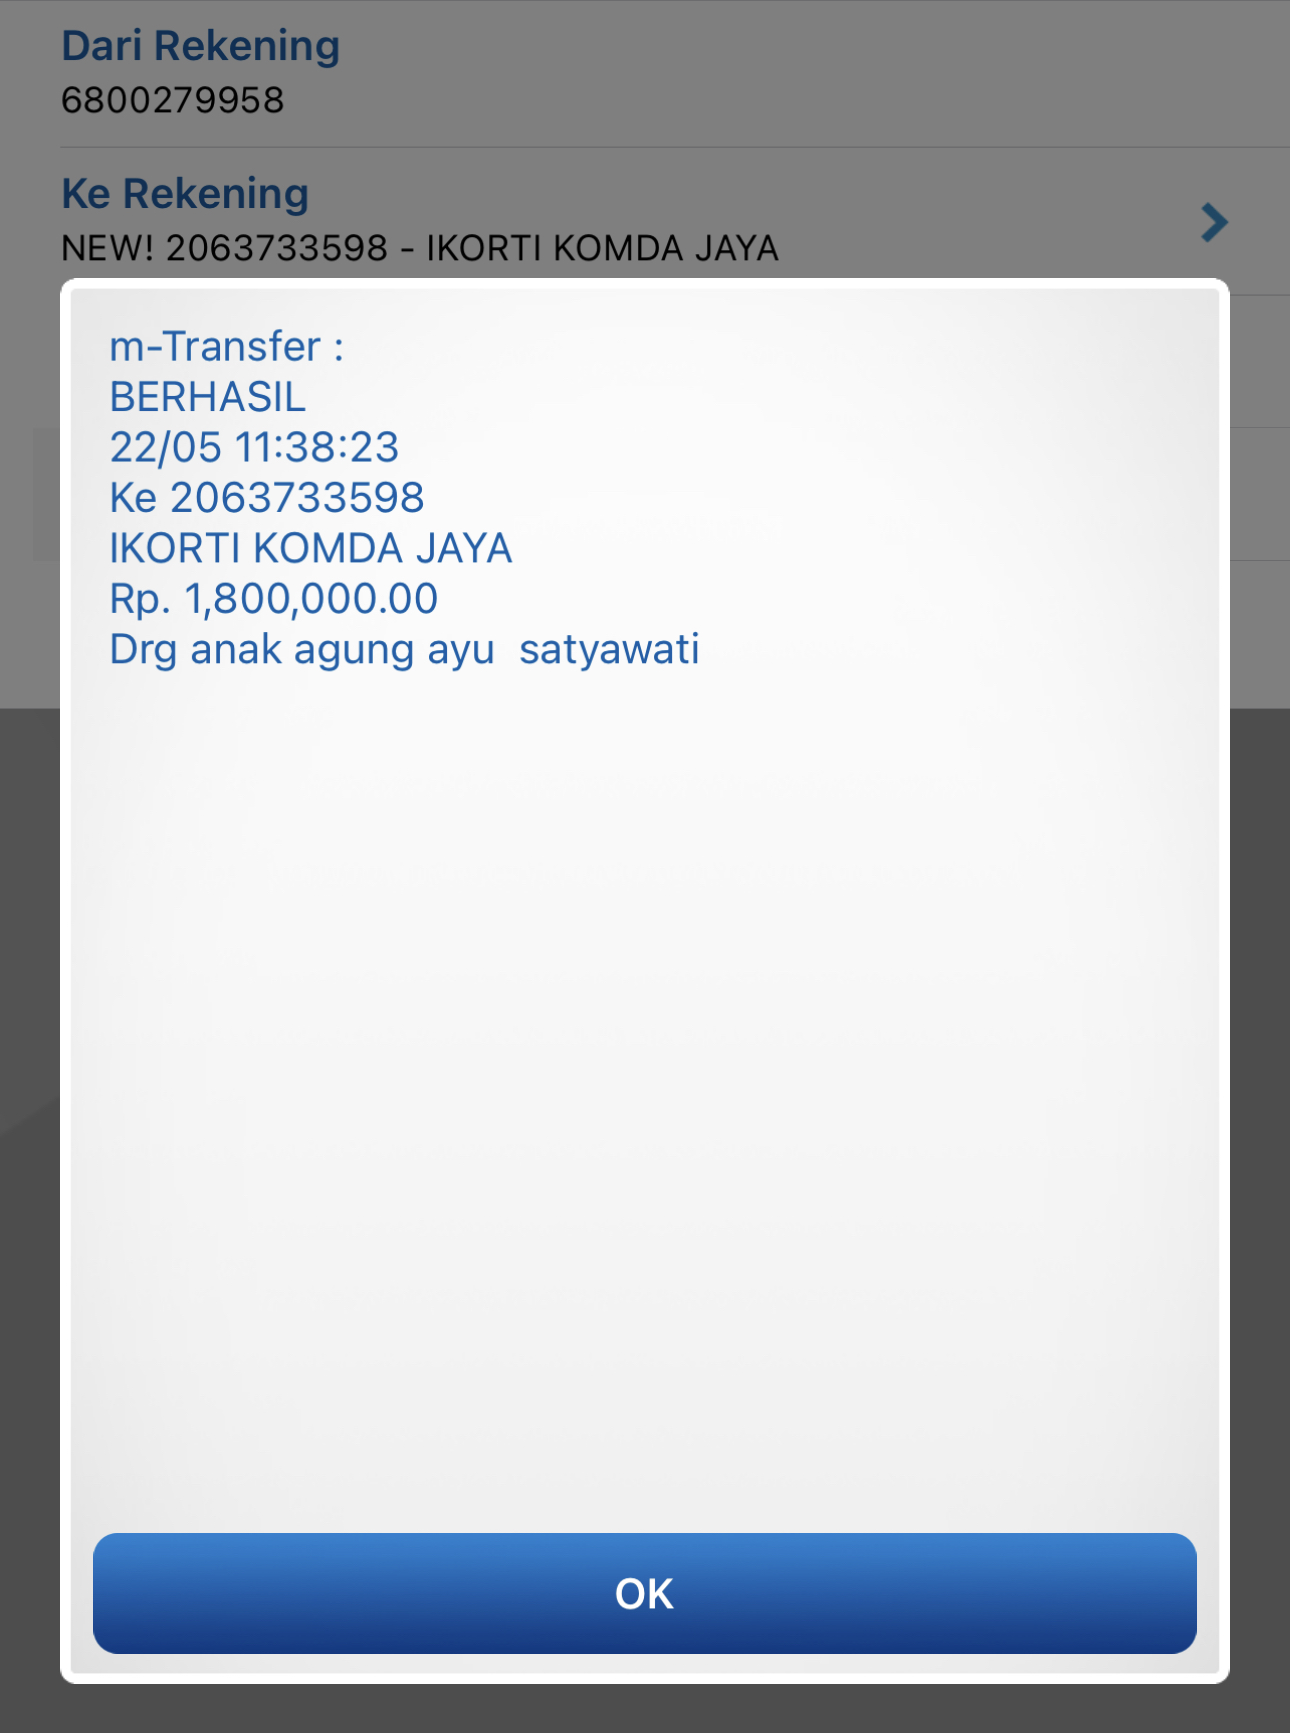 Dari Rekening
6800279958
Ke Rekening
NEW! 2063733598 - IKORTI KOMDA JAYA
m-Transfer :
BERHASIL
22/05 11:38:23
Ke 2063733598
IKORTI KOMDA JAYA
Rp. 1,800,000.00
Drg anak agung ayu  satyawati
OK